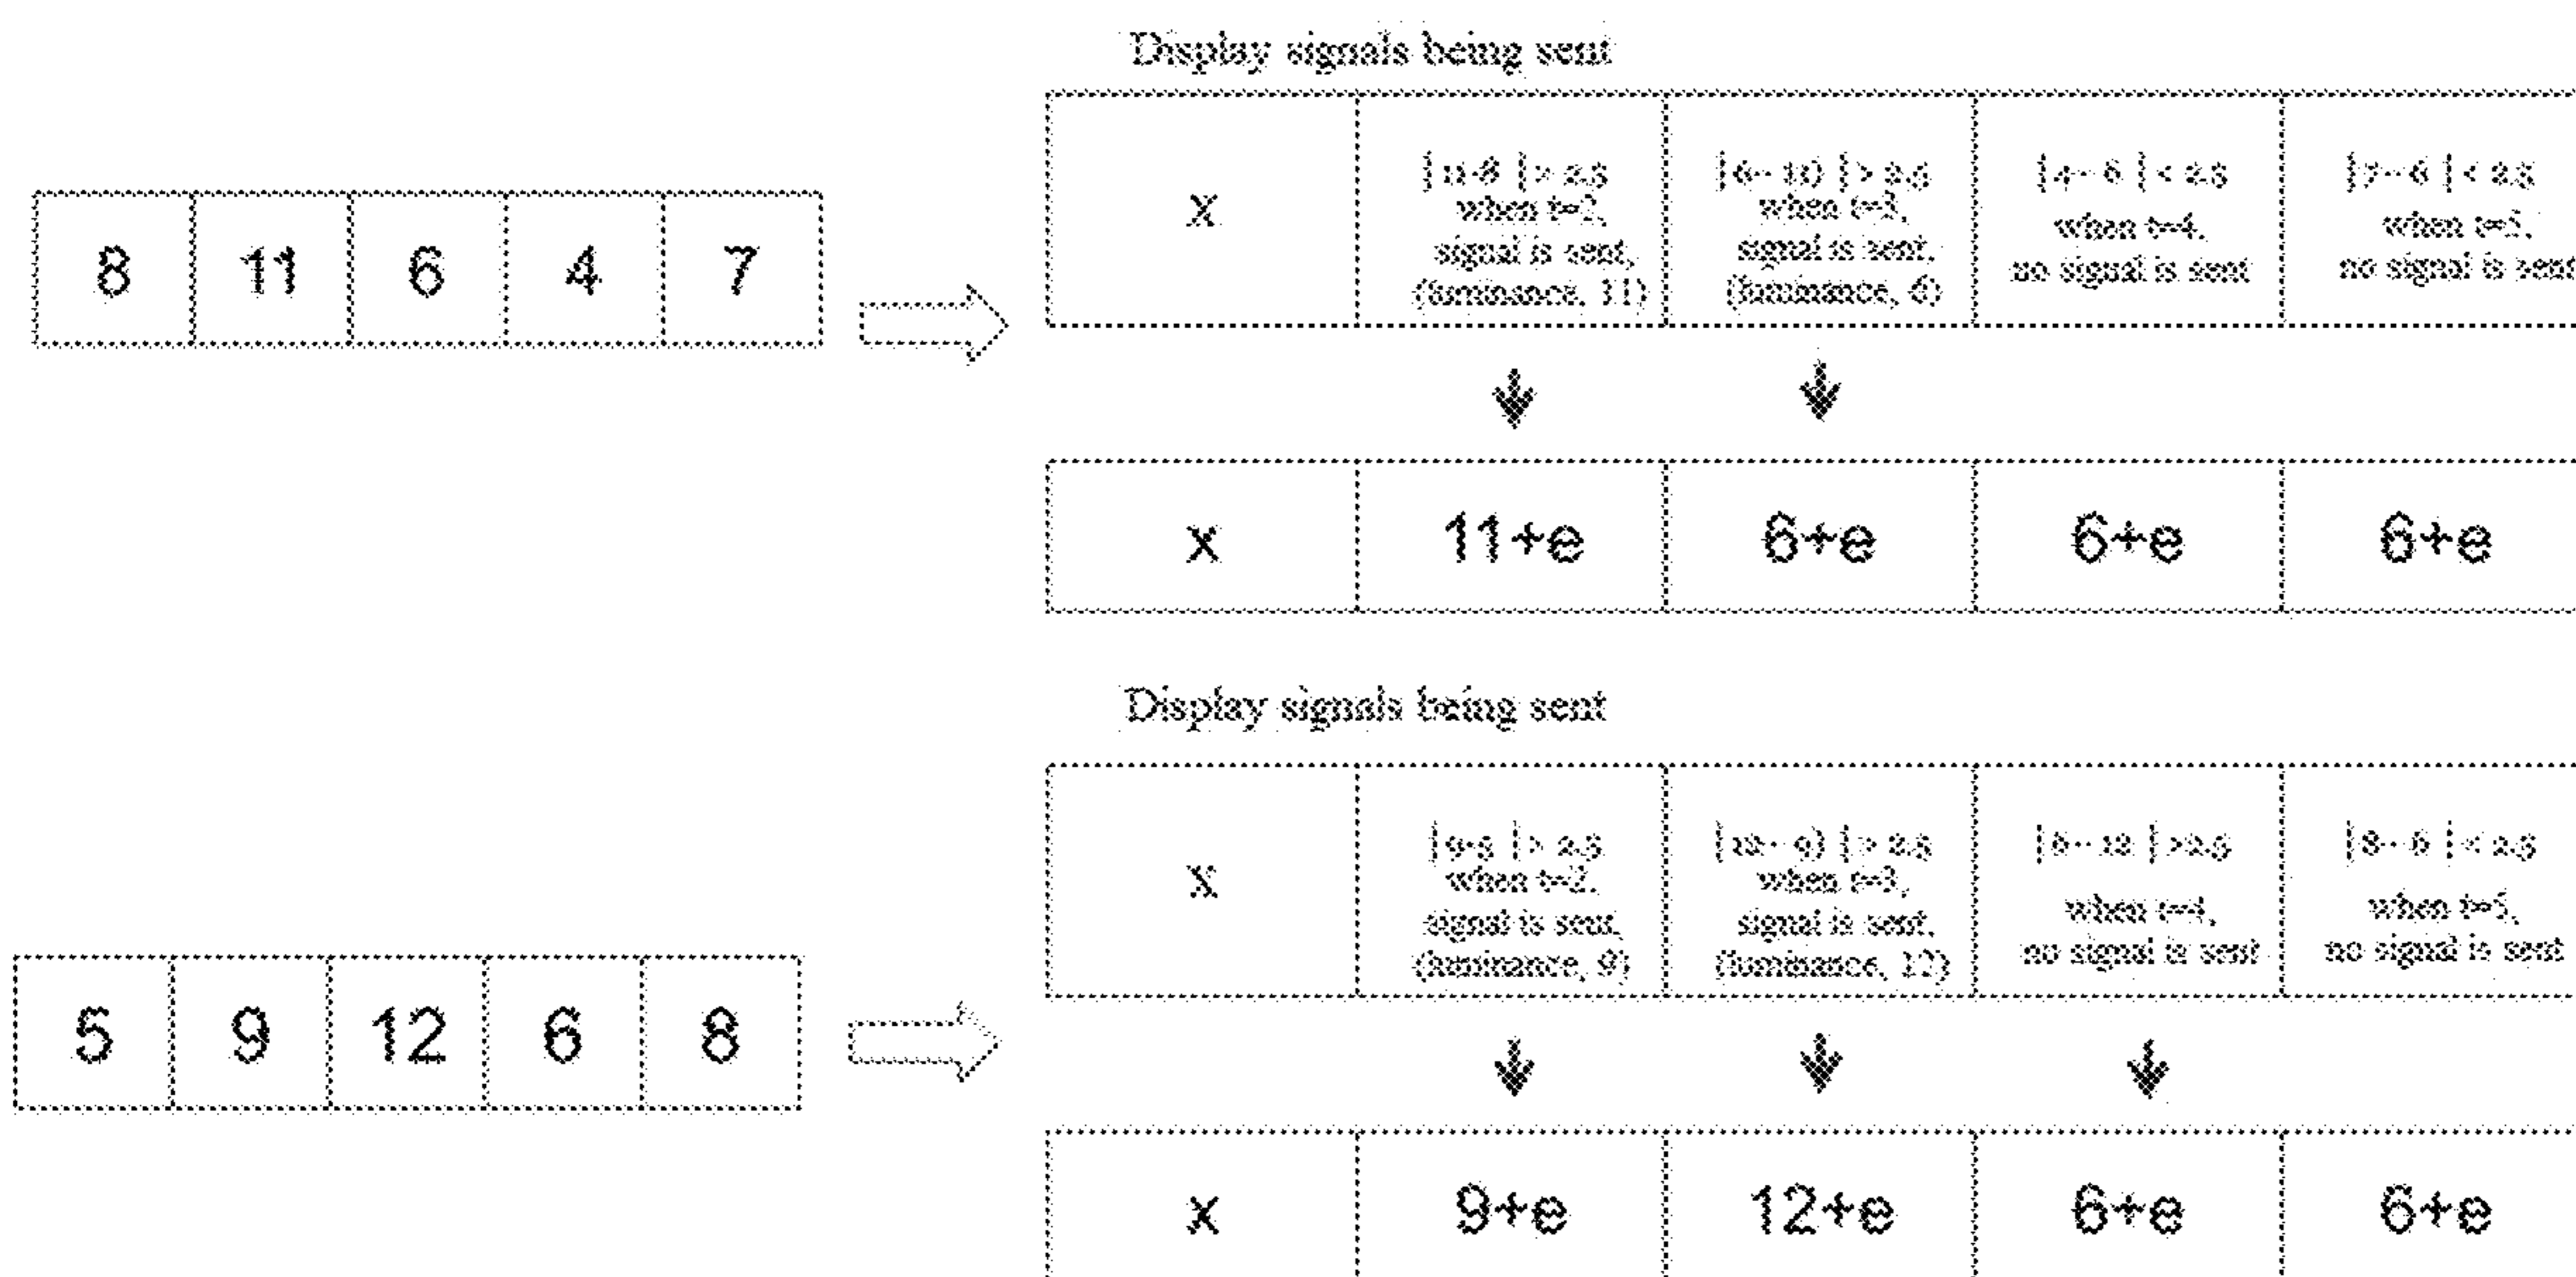 Display signals being sent
8 11 6 4 7
x
|11-8 |> 2.5
when t=2,
signal is sent,
(luminance, 11)
|6- 11) |> 2.5
when t=3,
signal is sent,
(luminance, 6)
|4- 6 |< 2.5
when t=4,
no signal is sent
|7- 6 |< 2.5
when t=5,
no signal is sent
x 11+e 6+e 6+e 6+e
Display signals being sent
5 9 12 6 8
x
|9-5 |> 2.5
when t=2,
signal is sent,
(luminance, 9)
|12- 9) |> 2.5
when t=3,
signal is sent,
(luminance, 12)
|6- 12 |>2.5
when t=4,
no signal is sent
|8- 6 |< 2.5
when t=5,
no signal is sent
x 9+e 12+e 6+e 6+e